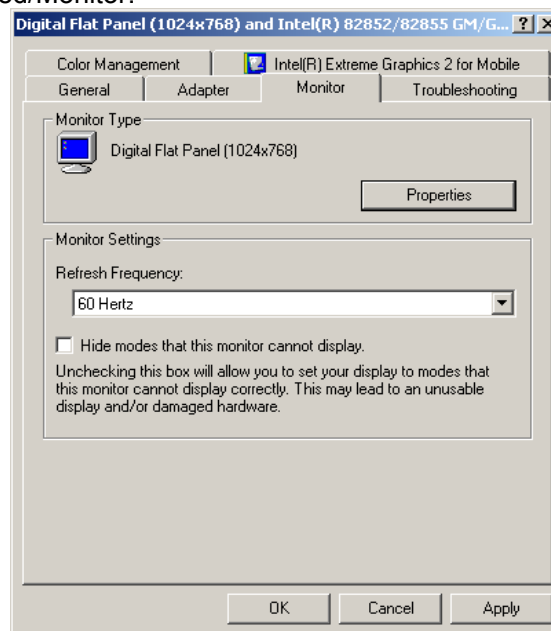 Digital Flat Panel (1024x768) and Intel(R) 82852/82855 GM/G...
Color Management
Intel(R) Extreme Graphics 2 for Mobile
General
Adapter
Monitor
Troubleshooting
Monitor Type
Digital Flat Panel (1024x768)
Properties
Monitor Settings
Refresh Frequency:
60 Hertz
Hide modes that this monitor cannot display.
Unchecking this box will allow you to set your display to modes that
this monitor cannot display correctly. This may lead to an unusable
display and/or damaged hardware.
OK
Cancel
Apply